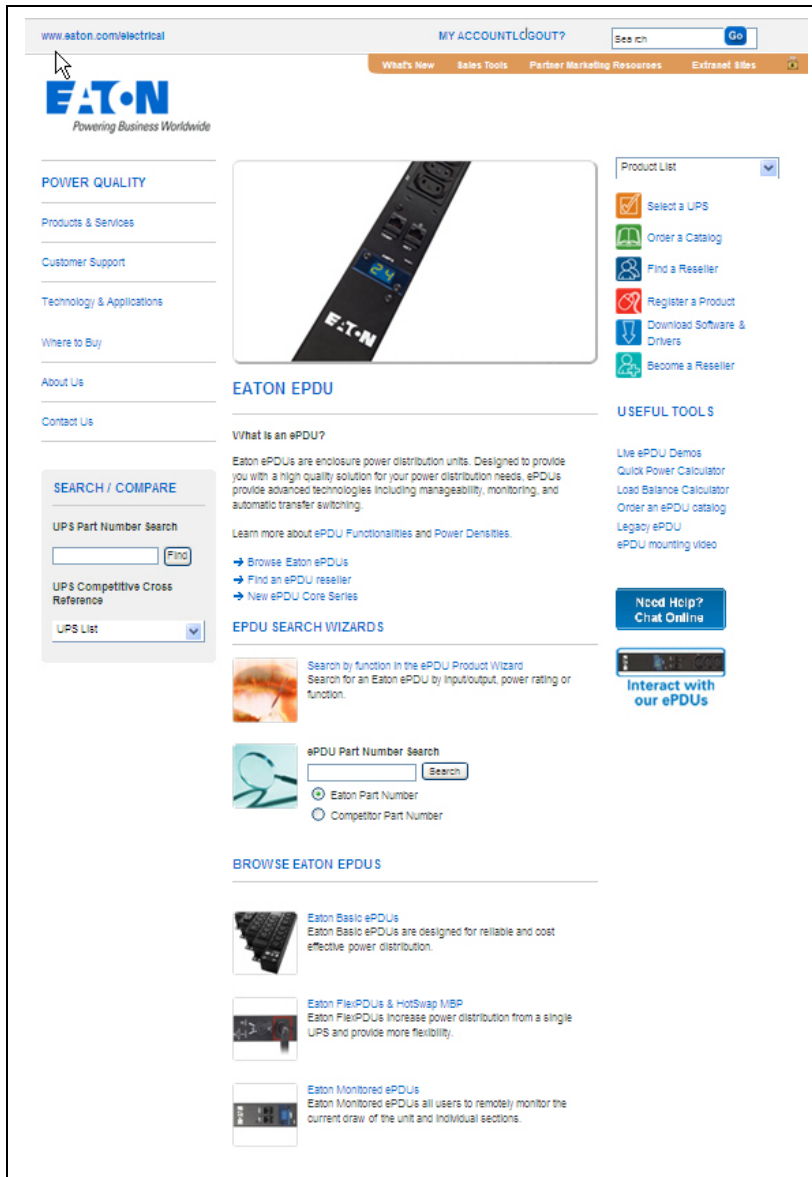 www.eaton.com/electrical
MY ACCOUNT LOGOUT?
Search
Go
What's New
Sales Tools
Partner Marketing Resources
Extranet Sites
EATON
Powering Business Worldwide
POWER QUALITY
Products & Services
Customer Support
Technology & Applications
Where to Buy
About Us
Contact Us
SEARCH / COMPARE
UPS Part Number Search
Find
UPS Competitive Cross
Reference
UPS List
24
EATON
EATON EPDU
What is an ePDU?
Eaton ePDUs are enclosure power distribution units. Designed to provide
you with a high quality solution for your power distribution needs, ePDUs
provide advanced technologies including manageability, monitoring, and
automatic transfer switching.
Learn more about ePDU Functionalities and Power Densities.
Browse Eaton ePDUs
Find an ePDU reseller
New ePDU Core Series
EPDU SEARCH WIZARDS
Search by function in the ePDU Product Wizard
Search for an Eaton ePDU by input/output, power rating or
function.
ePDU Part Number Search
Search
Eaton Part Number
Competitor Part Number
BROWSE EATON EPDUS
Eaton Basic ePDUs
Eaton Basic ePDUs are designed for reliable and cost
effective power distribution.
Eaton FlexPDUs & HotSwap MBP
Eaton FlexPDUs increase power distribution from a single
UPS and provide more flexibility.
Eaton Monitored ePDUs
Eaton Monitored ePDUs all users to remotely monitor the
current draw of the unit and individual sections.
Product List
Select a UPS
Order a Catalog
Find a Reseller
Register a Product
Download Software &
Drivers
Become a Reseller
USEFUL TOOLS
Live ePDU Demos
Quick Power Calculator
Load Balance Calculator
Order an ePDU catalog
Legacy ePDU
ePDU mounting video
Need Help?
Chat Online
Interact with
our ePDUs